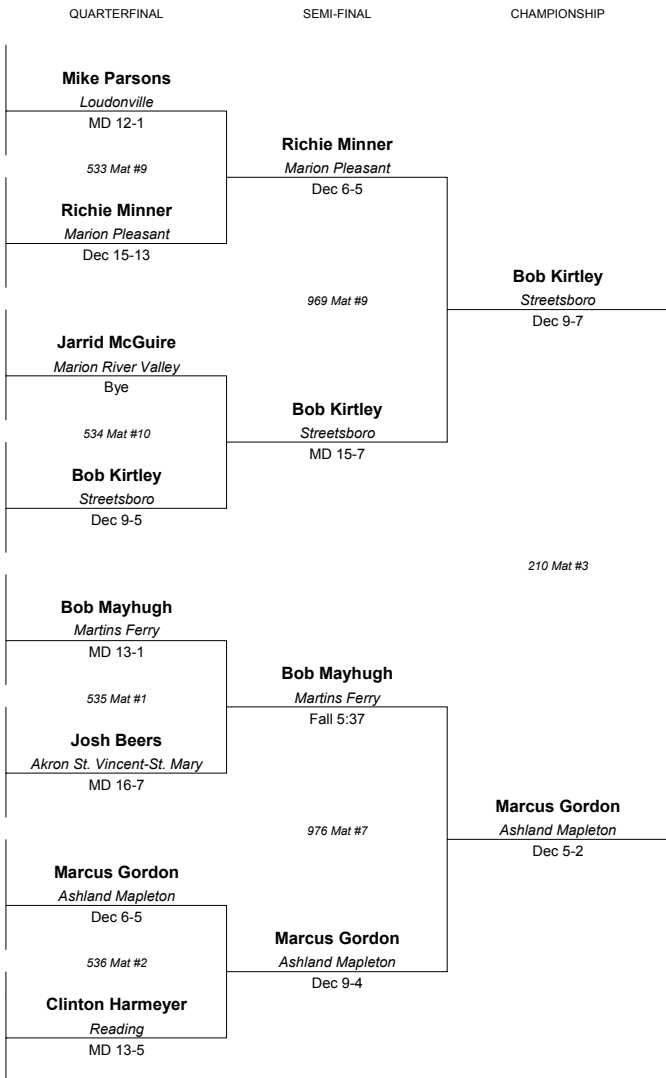 QUARTERFINAL SEMI-FINAL CHAMPIONSHIP
Mike Parsons
Loudonville
MD 12-1
533 Mat #9
Richie Minner
Marion Pleasant
Dec 15-13
Richie Minner
Marion Pleasant
Dec 6-5
Jarrid McGuire
Marion River Valley
Bye
534 Mat #10
Bob Kirtley
Streetsboro
Dec 9-5
969 Mat #9
Bob Kirtley
Streetsboro
MD 15-7
Bob Kirtley
Streetsboro
Dec 9-7
Bob Mayhugh
Martins Ferry
MD 13-1
535 Mat #1
Josh Beers
Akron St. Vincent-St. Mary
MD 16-7
Bob Mayhugh
Martins Ferry
Fall 5:37
210 Mat #3
Marcus Gordon
Ashland Mapleton
Dec 6-5
536 Mat #2
Clinton Harmeyer
Reading
MD 13-5
976 Mat #7
Marcus Gordon
Ashland Mapleton
Dec 9-4
Marcus Gordon
Ashland Mapleton
Dec 5-2